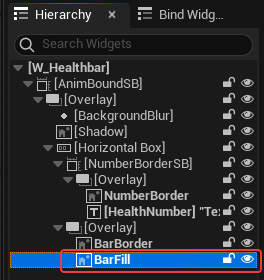 Hierarchy
Bind Widg...
Search Widgets
[W_Healthbar]
[AnimBoundSB]
[Overlay]
[BackgroundBlur]
[Shadow]
[Horizontal Box]
[NumberBorderSB]
[Overlay]
NumberBorder
[HealthNumber] "Te:
[Overlay]
BarBorder
BarFill